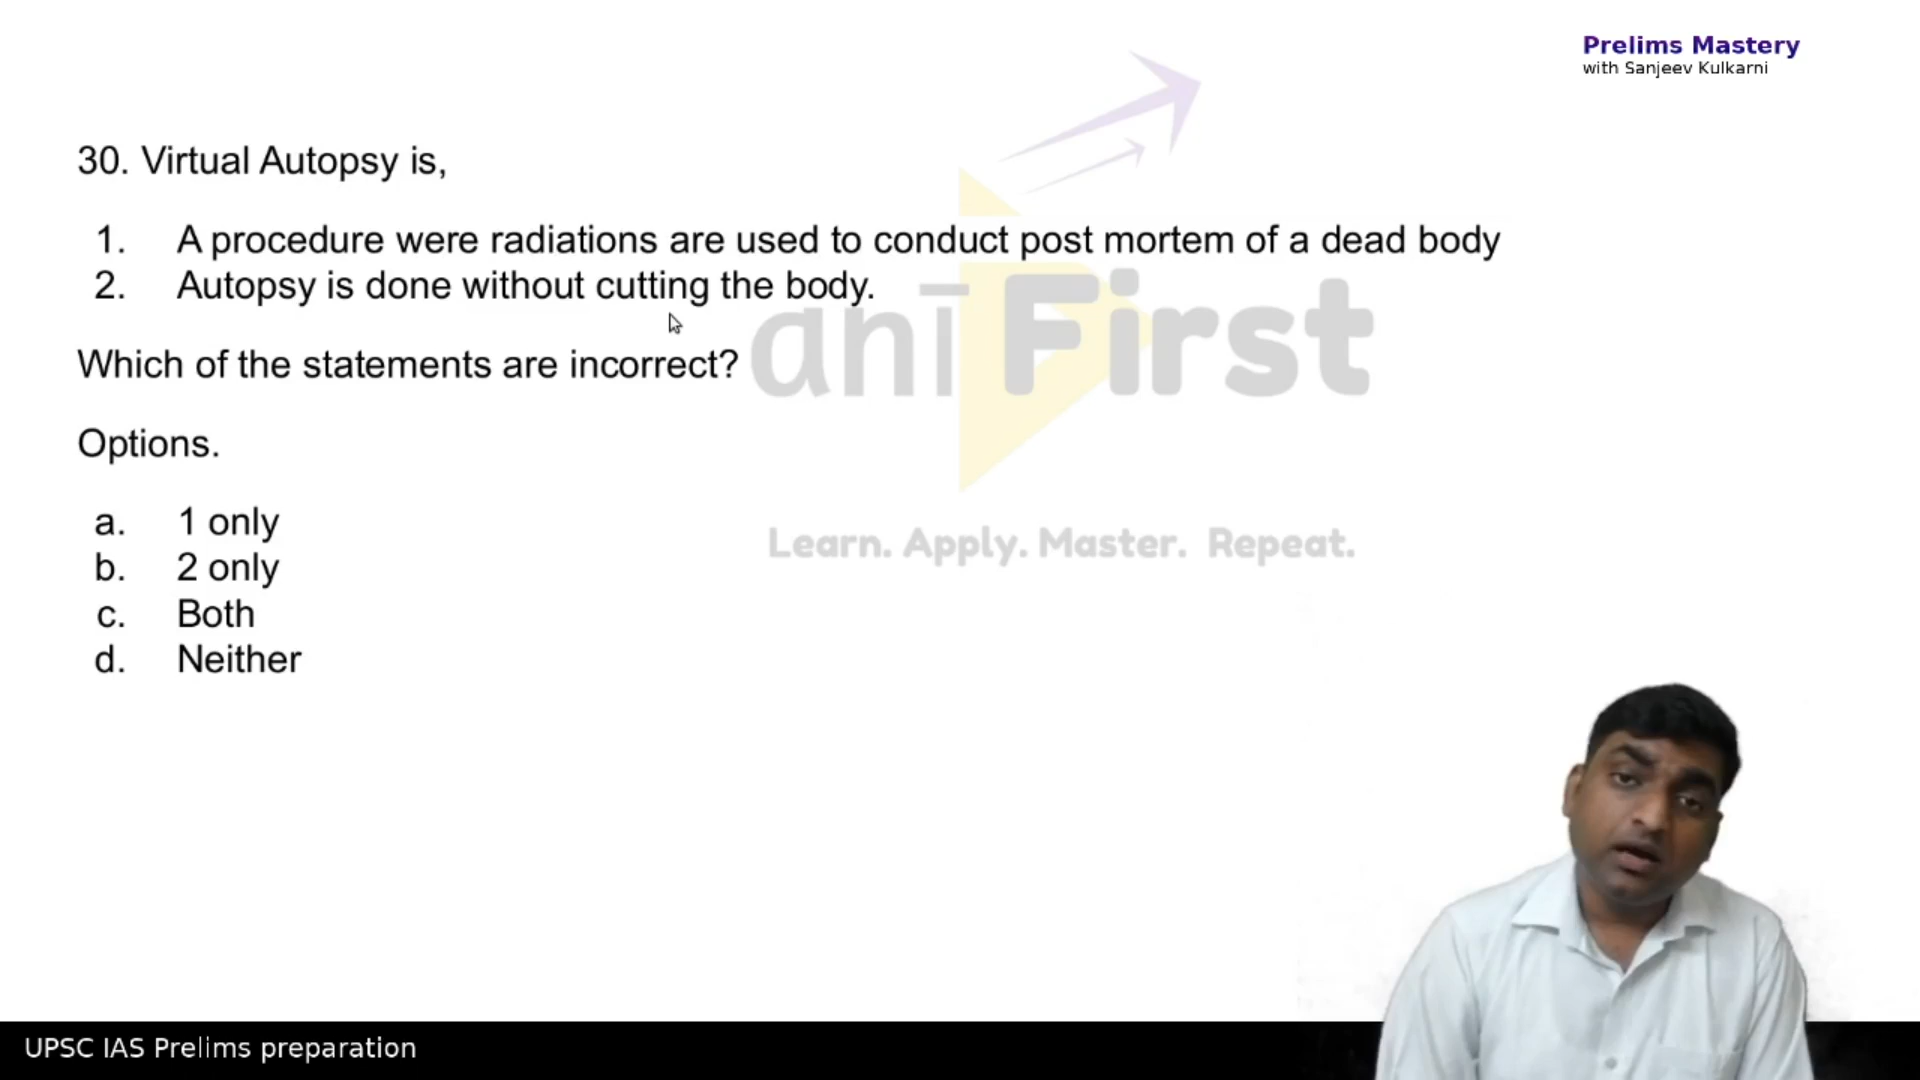 Prelims Mastery
with Sanjeev Kulkarni
30. Virtual Autopsy is,
1. A procedure were radiations are used to conduct post mortem of a dead body
2. Autopsy is done without cutting the body.
Which of the statements are incorrect?
anī First
Options.
a. 1 only
Learn. Apply. Master. Repeat.
b. 2 only
c. Both
d. Neither
UPSC IAS Prelims preparation